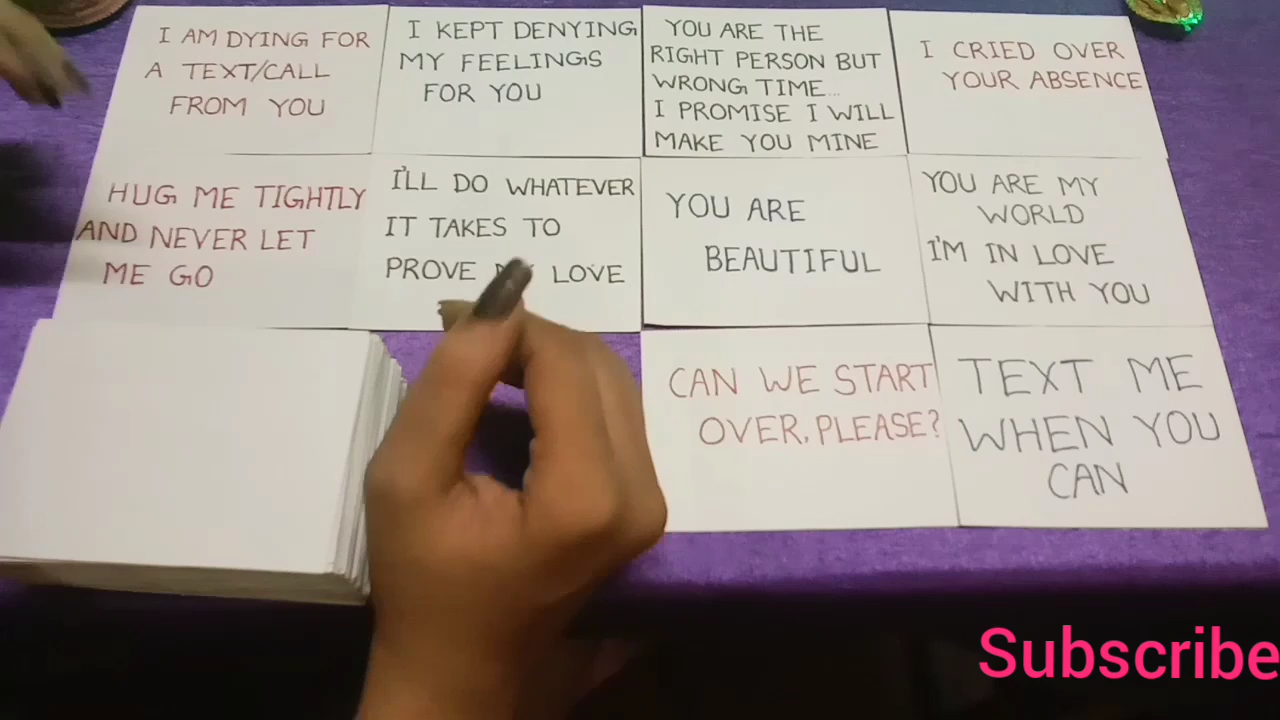 I AM DYING FOR
A TEXT/CALL
FROM YOU
I KEPT DENYING
MY FEELINGS
FOR YOU
YOU ARE THE
RIGHT PERSON BUT
WRONG TIME...
I PROMISE I WILL
MAKE YOU MINE
I CRIED OVER
YOUR ABSENCE
HUG ME TIGHTLY
AND NEVER LET
ME GO
I'LL DO WHATEVER
IT TAKES TO
PROVE LOVE
YOU ARE
BEAUTIFUL
YOU ARE MY
WORLD
I'M IN LOVE
WITH YOU
CAN WE START
OVER, PLEASE?
TEXT ME
WHEN YOU
CAN
Subscribe